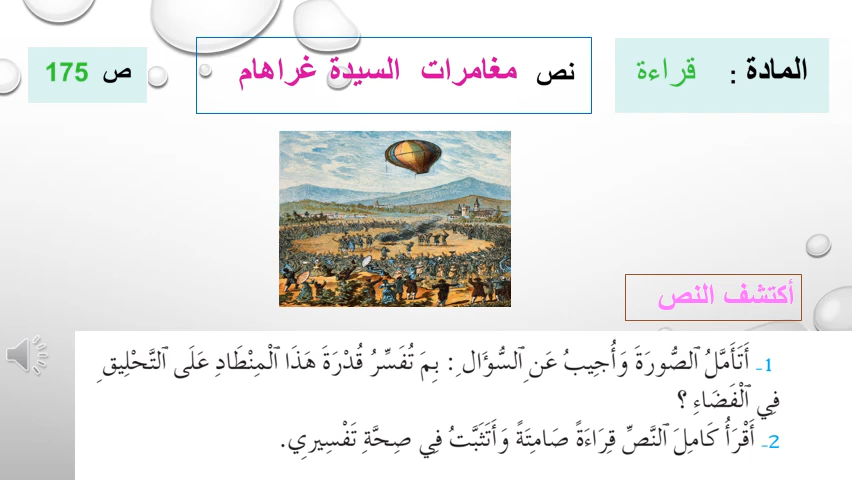 المادة : قراءة
نص مغامرات السيدة غراهام
ص 175
أكتشف النص
1- أَتَأَمَّلُ ٱلصُّورَةَ وَأُجِيبُ عَنِ ٱلسُّؤَالِ : بِمَ تُفَسِّرُ قُدْرَةَ هَذَا ٱلْمِنْطَادِ عَلَى ٱلتَّحْلِيقِ
فِي ٱلْفَضَاءِ ؟
2- أَقْرَأُ كَامِلَ ٱلنَّصِّ قِرَاءَةً صَامِتَةً وَأَتَثَبَّتُ فِي صِحَّةِ تَفْسِيرِي.